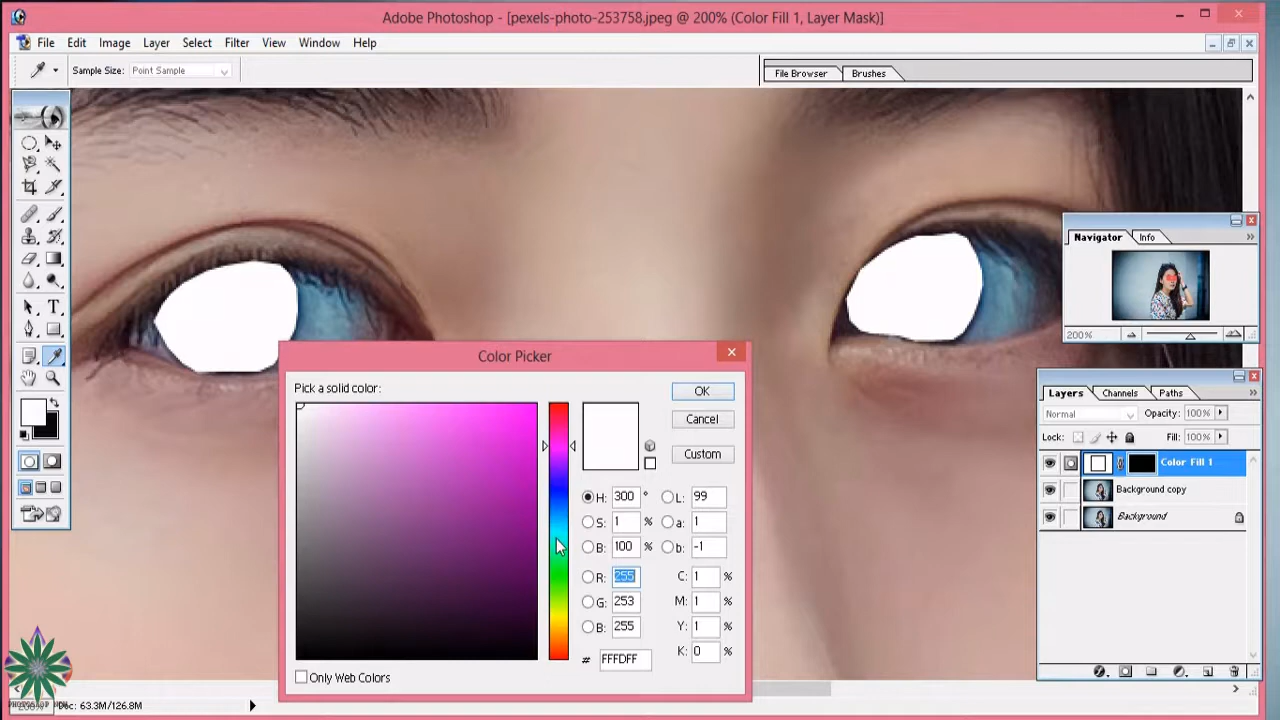 Adobe Photoshop - [pexels-photo-253758.jpeg @ 200% (Color Fill 1, Layer Mask)]
File Edit Image Layer Select Filter View Window Help
Sample Size: Point Sample
File Browser Brushes
Navigator Info
200%
Color Picker
Pick a solid color:
OK
Cancel
Custom
H: 300 ° L: 99
S: 1 % a: 1
B: 100 % b: -1
R: 255 C: 1 %
G: 253 M: 1 %
B: 255 Y: 1 %
K: 0 %
# FFFDFF
Only Web Colors
Layers Channels Paths
Normal Opacity: 100%
Lock: Fill: 100%
Color Fill 1
Background copy
Background
200% Doc: 63.3M/126.8M